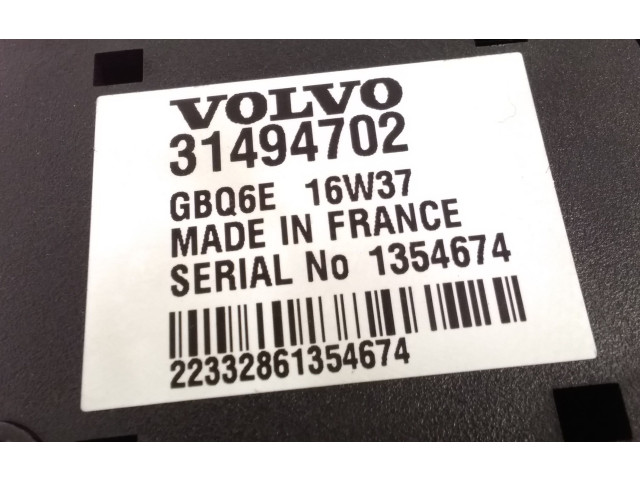 VOLVO
31494702
GBQ6E 16W37
MADE IN FRANCE
SERIAL No 1354674
22332861354674